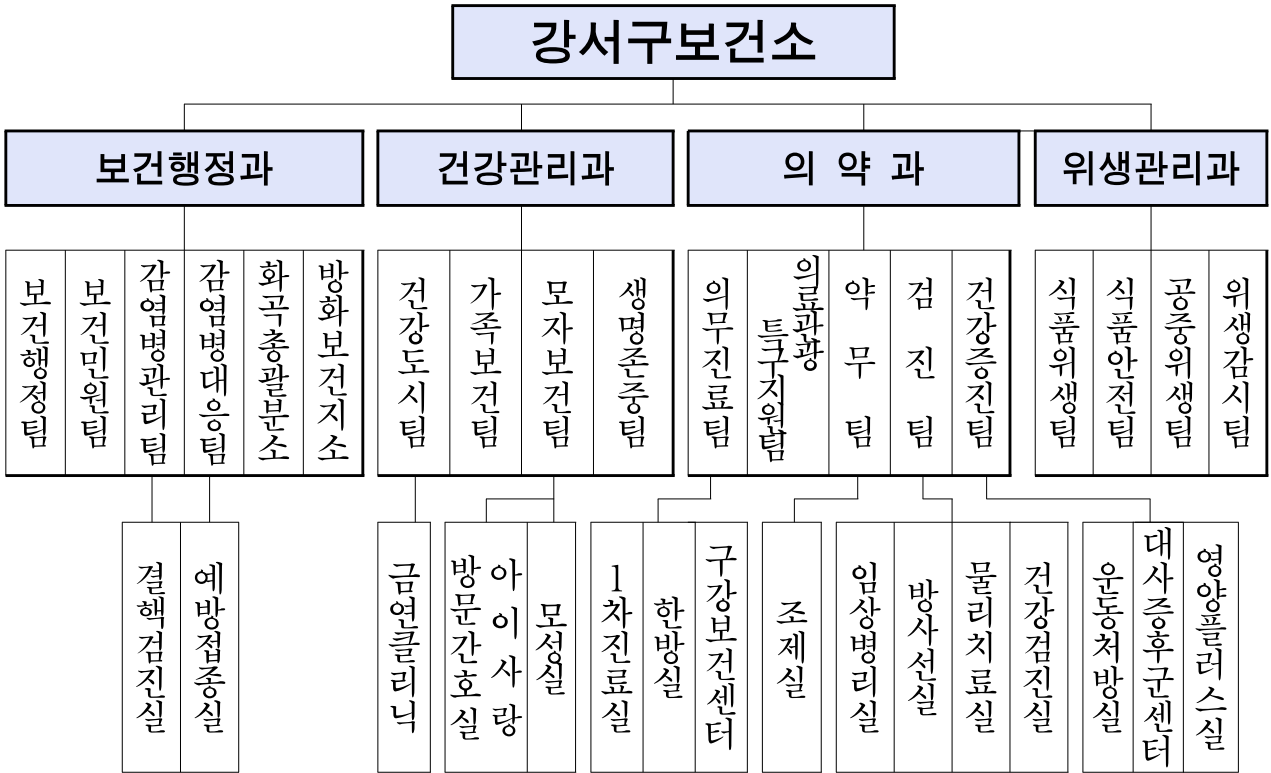 강서구보건소
보건행정과
건강관리과
의 약 과
위생관리과
보건행정팀
보건민원팀
감염병관리팀
감염병대응팀
화곡총괄분소
방화보건지소
건강도시팀
가족보건팀
모자보건팀
생명존중팀
의무진료팀
의료관광
특구지원팀
약 무 팀
검 진 팀
건강증진팀
식품위생팀
식품안전팀
공중위생팀
위생감시팀
결핵검진실
예방접종실
금연클리닉
아이사랑
방문간호실
모성실
1차진료실
한방실
구강보건센터
조제실
임상병리실
방사선실
물리치료실
건강검진실
운동처방실
대사증후군센터
영양플러스실